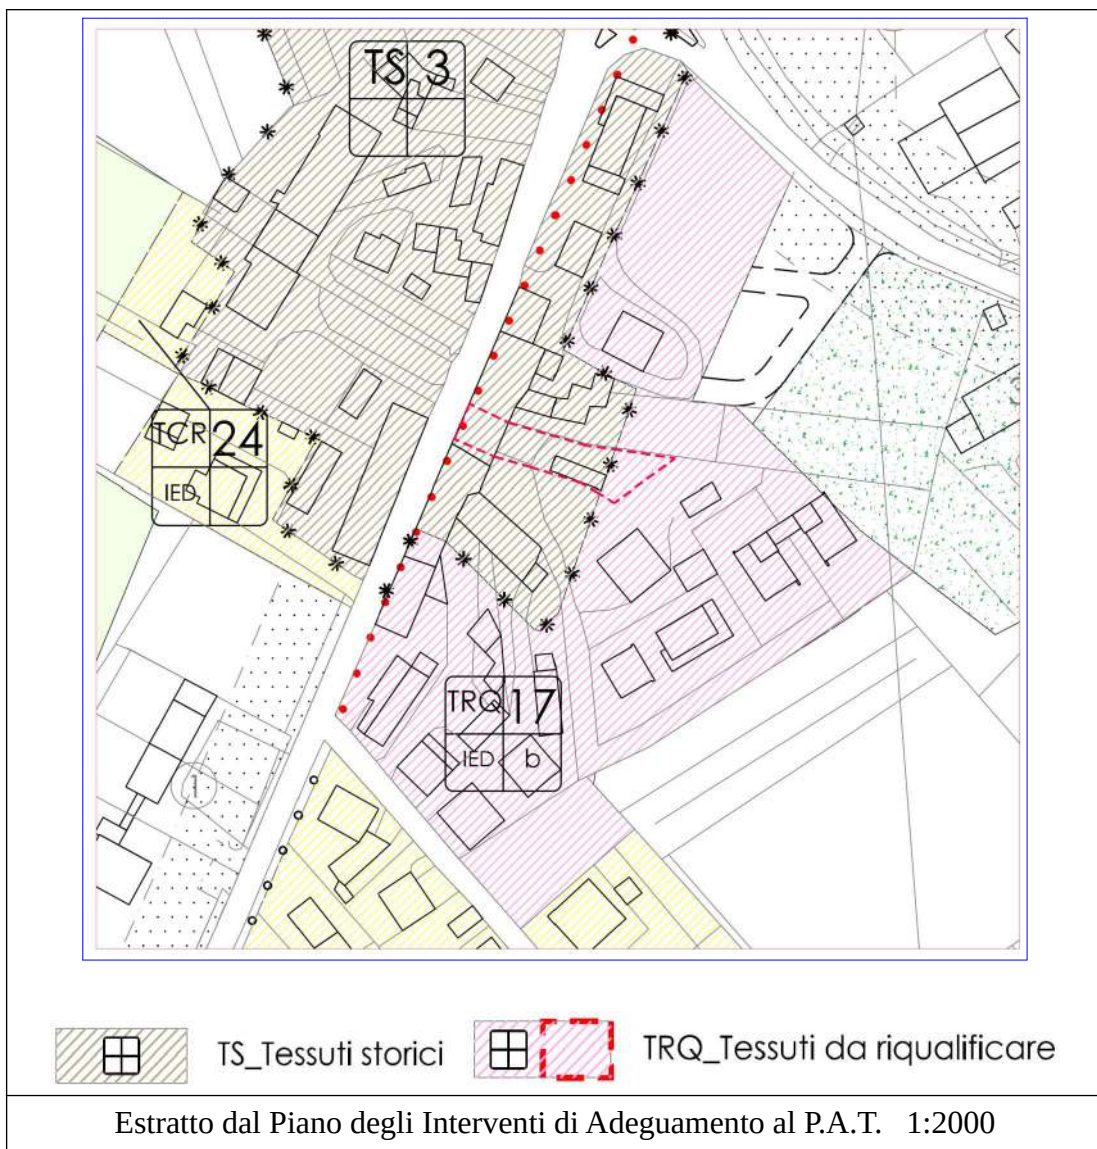 TS 3
TCR 24
IED
TRQ 17
IED b
1
TS_Tessuti storici
TRQ_Tessuti da riqualificare
Estratto dal Piano degli Interventi di Adeguamento al P.A.T. 1:2000